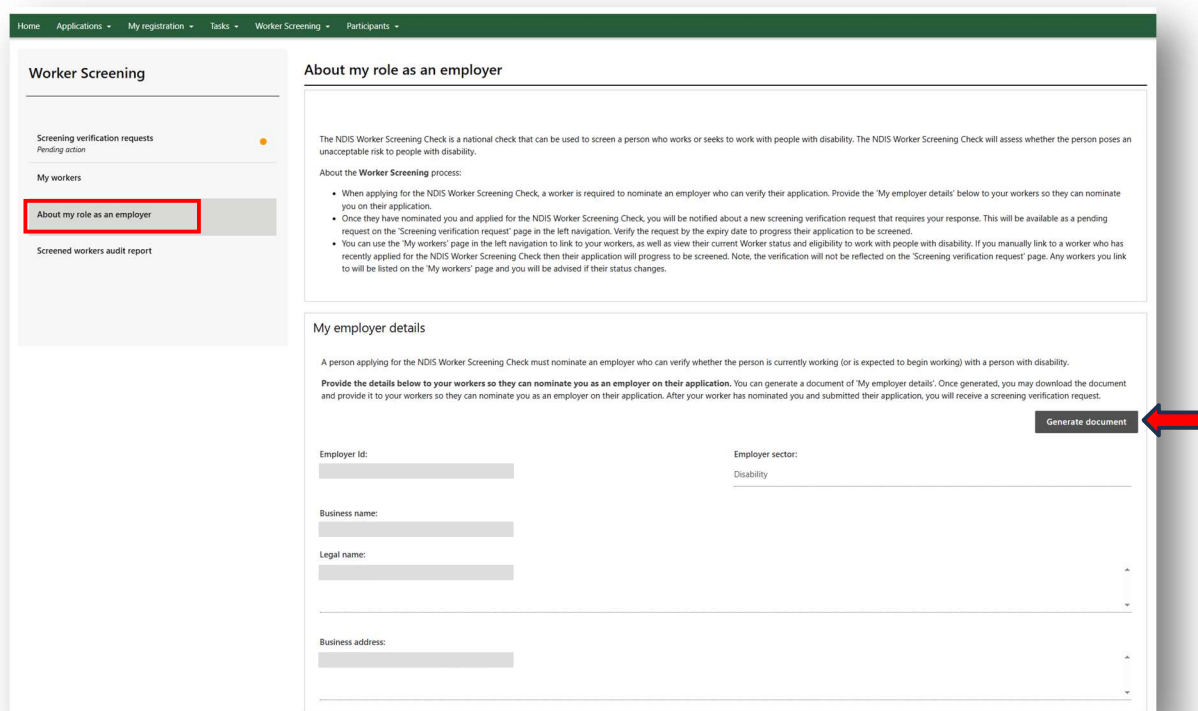 Home Applications My registration Tasks Worker Screening Participants
Worker Screening
Screening verification requests
Pending action
My workers
About my role as an employer
Screened workers audit report
About my role as an employer
The NDIS Worker Screening Check is a national check that can be used to screen a person who works or seeks to work with people with disability. The NDIS Worker Screening Check will assess whether the person poses an
unacceptable risk to people with disability.
About the Worker Screening process:
• When applying for the NDIS Worker Screening Check, a worker is required to nominate an employer who can verify their application. Provide the 'My employer details' below to your workers so they can nominate
you on their application.
• Once they have nominated you and applied for the NDIS Worker Screening Check, you will be notified about a new screening verification request that requires your response. This will be available as a pending
request on the 'Screening verification request' page in the left navigation. Verify the request by the expiry date to progress their application to be screened.
• You can use the 'My workers' page in the left navigation to link to your workers, as well as view their current Worker status and eligibility to work with people with disability. If you manually link to a worker who has
recently applied for the NDIS Worker Screening Check then their application will progress to be screened. Note, the verification will not be reflected on the 'Screening verification request' page. Any workers you link
to will be listed on the 'My workers' page and you will be advised if their status changes.
My employer details
A person applying for the NDIS Worker Screening Check must nominate an employer who can verify whether the person is currently working (or is expected to begin working) with a person with disability.
Provide the details below to your workers so they can nominate you as an employer on their application. You can generate a document of 'My employer details'. Once generated, you may download the document
and provide it to your workers so they can nominate you as an employer on their application. After your worker has nominated you and submitted their application, you will receive a screening verification request.
Generate document
Employer Id:
Employer sector:
Disability
Business name:
Legal name:
Business address: